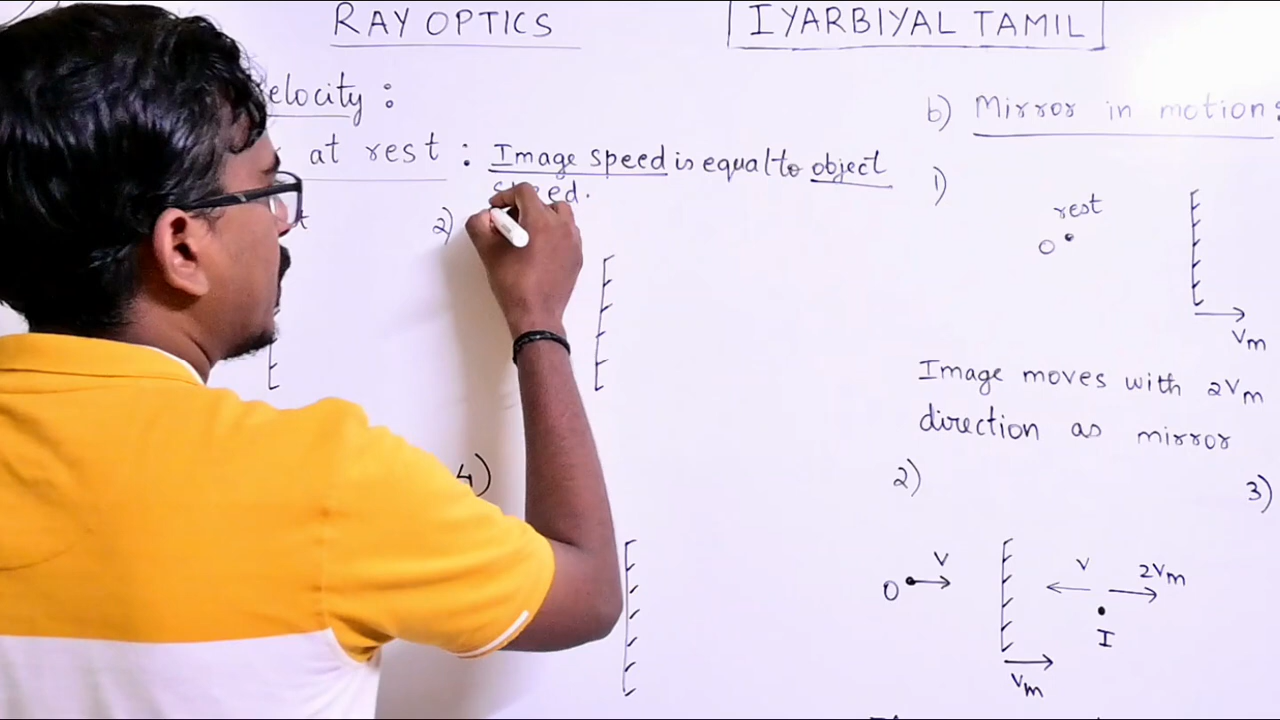 RAY OPTICS
IYARBIYAL TAMIL
elocity :
at rest : Image speed is equal to object
eed.
2)
4)
b) Mirror in motion:
1)
rest
O
Vm
Image moves with 2Vm
direction as mirror
2)
3)
O
V
Vm
V
2Vm
I